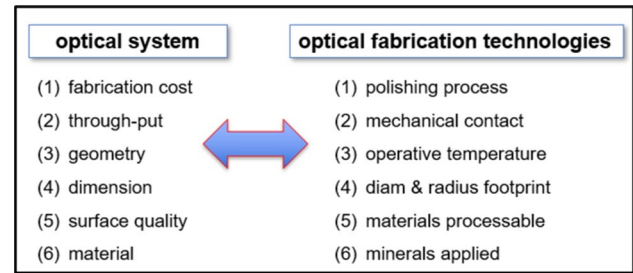 optical system
(1) fabrication cost
(2) through-put
(3) geometry
(4) dimension
(5) surface quality
(6) material
optical fabrication technologies
(1) polishing process
(2) mechanical contact
(3) operative temperature
(4) diam & radius footprint
(5) materials processable
(6) minerals applied